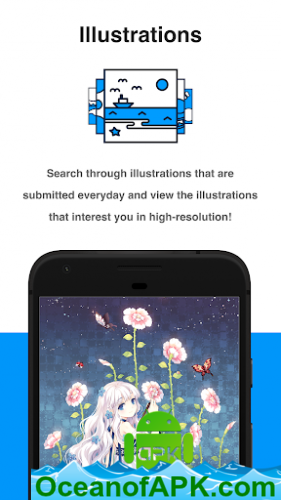 Illustrations
Search through illustrations that are
submitted everyday and view the illustrations
that interest you in high-resolution!
APK
OceanofAPK.com